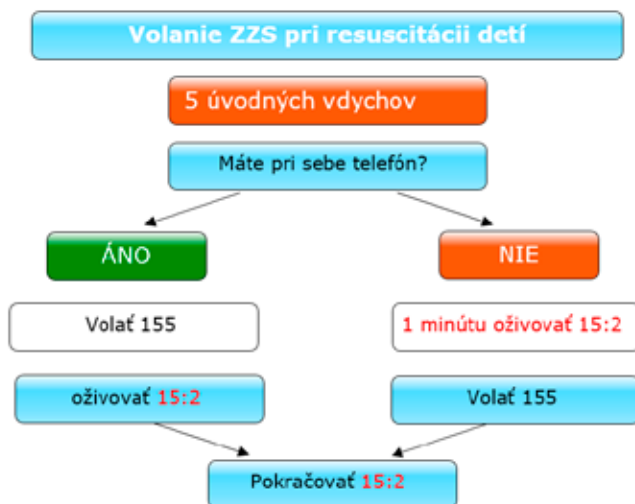 Volanie ZZS pri resuscitácii detí
5 úvodných vdychov
Máte pri sebe telefón?
ÁNO
NIE
Volať 155
1 minútu oživovať 15:2
oživovať 15:2
Volať 155
Pokračovať 15:2